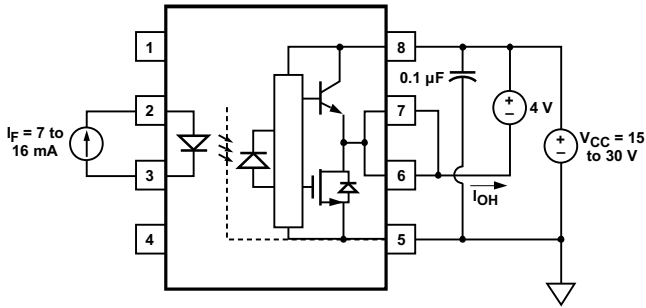 1
8
0.1 µF
2
7
+
4 V
−
I_F = 7 to
16 mA
+
V_CC = 15
to 30 V
−
3
6
I_OH
4
5